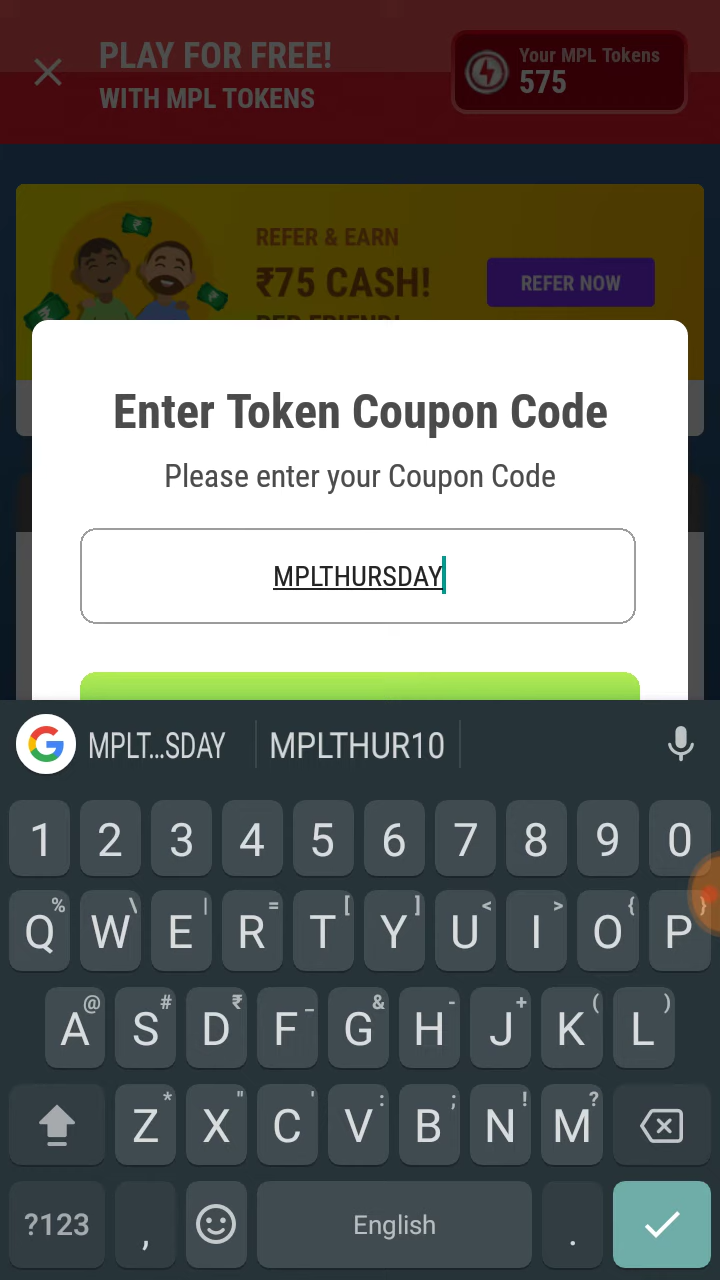 PLAY FOR FREE!
WITH MPL TOKENS
Your MPL Tokens
575
REFER & EARN
₹75 CASH!
REFER NOW
PER FRIEND!
Enter Token Coupon Code
Please enter your Coupon Code
MPLTHURSDAY
MPLT...SDAY MPLTHUR10
1 2 3 4 5 6 7 8 9 0
% \ | = [ ] < > { }
Q W E R T Y U I O P
@ # ₹ _ & - + ( )
A S D F G H J K L
* " ' : ; ! ?
Z X C V B N M
?123 , English .